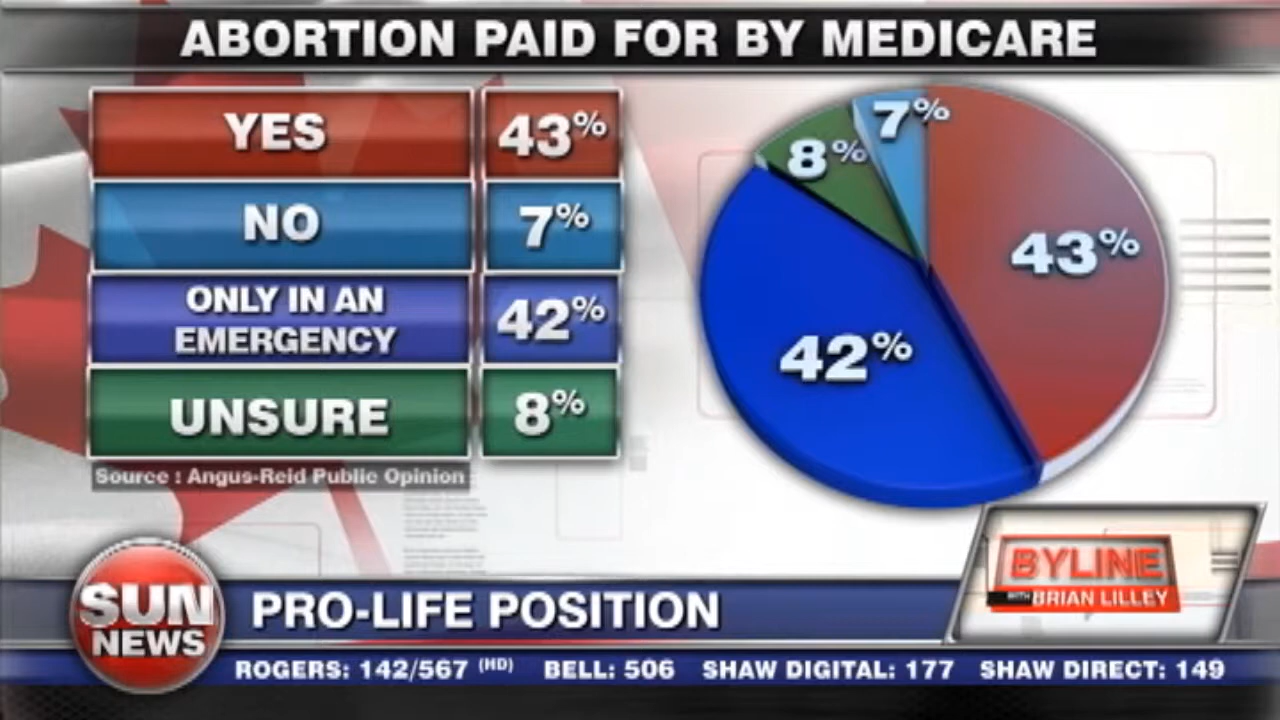 ABORTION PAID FOR BY MEDICARE
YES 43%
NO 7%
ONLY IN AN
EMERGENCY
42%
UNSURE 8%
Source : Angus-Reid Public Opinion
7%
8%
43%
42%
BYLINE
WITH BRIAN LILLEY
SUN
NEWS
PRO-LIFE POSITION
ROGERS: 142/567 (HD) BELL: 506 SHAW DIGITAL: 177 SHAW DIRECT: 149